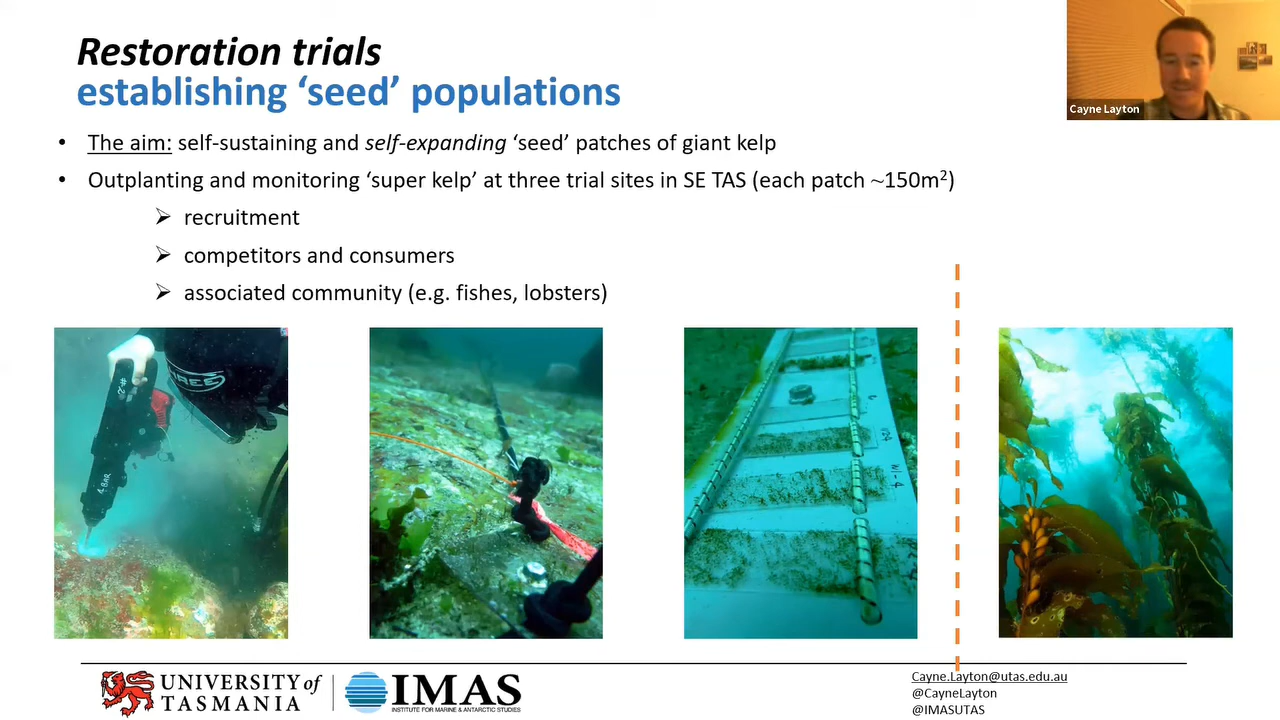 Restoration trials
establishing ‘seed’ populations
• The aim: self-sustaining and self-expanding ‘seed’ patches of giant kelp
• Outplanting and monitoring ‘super kelp’ at three trial sites in SE TAS (each patch ~150m²)
➢ recruitment
➢ competitors and consumers
➢ associated community (e.g. fishes, lobsters)
Cayne Layton
4 BAR
UNIVERSITY of
TASMANIA
IMAS
INSTITUTE FOR MARINE & ANTARCTIC STUDIES
Cayne.Layton@utas.edu.au
@CayneLayton
@IMASUTAS